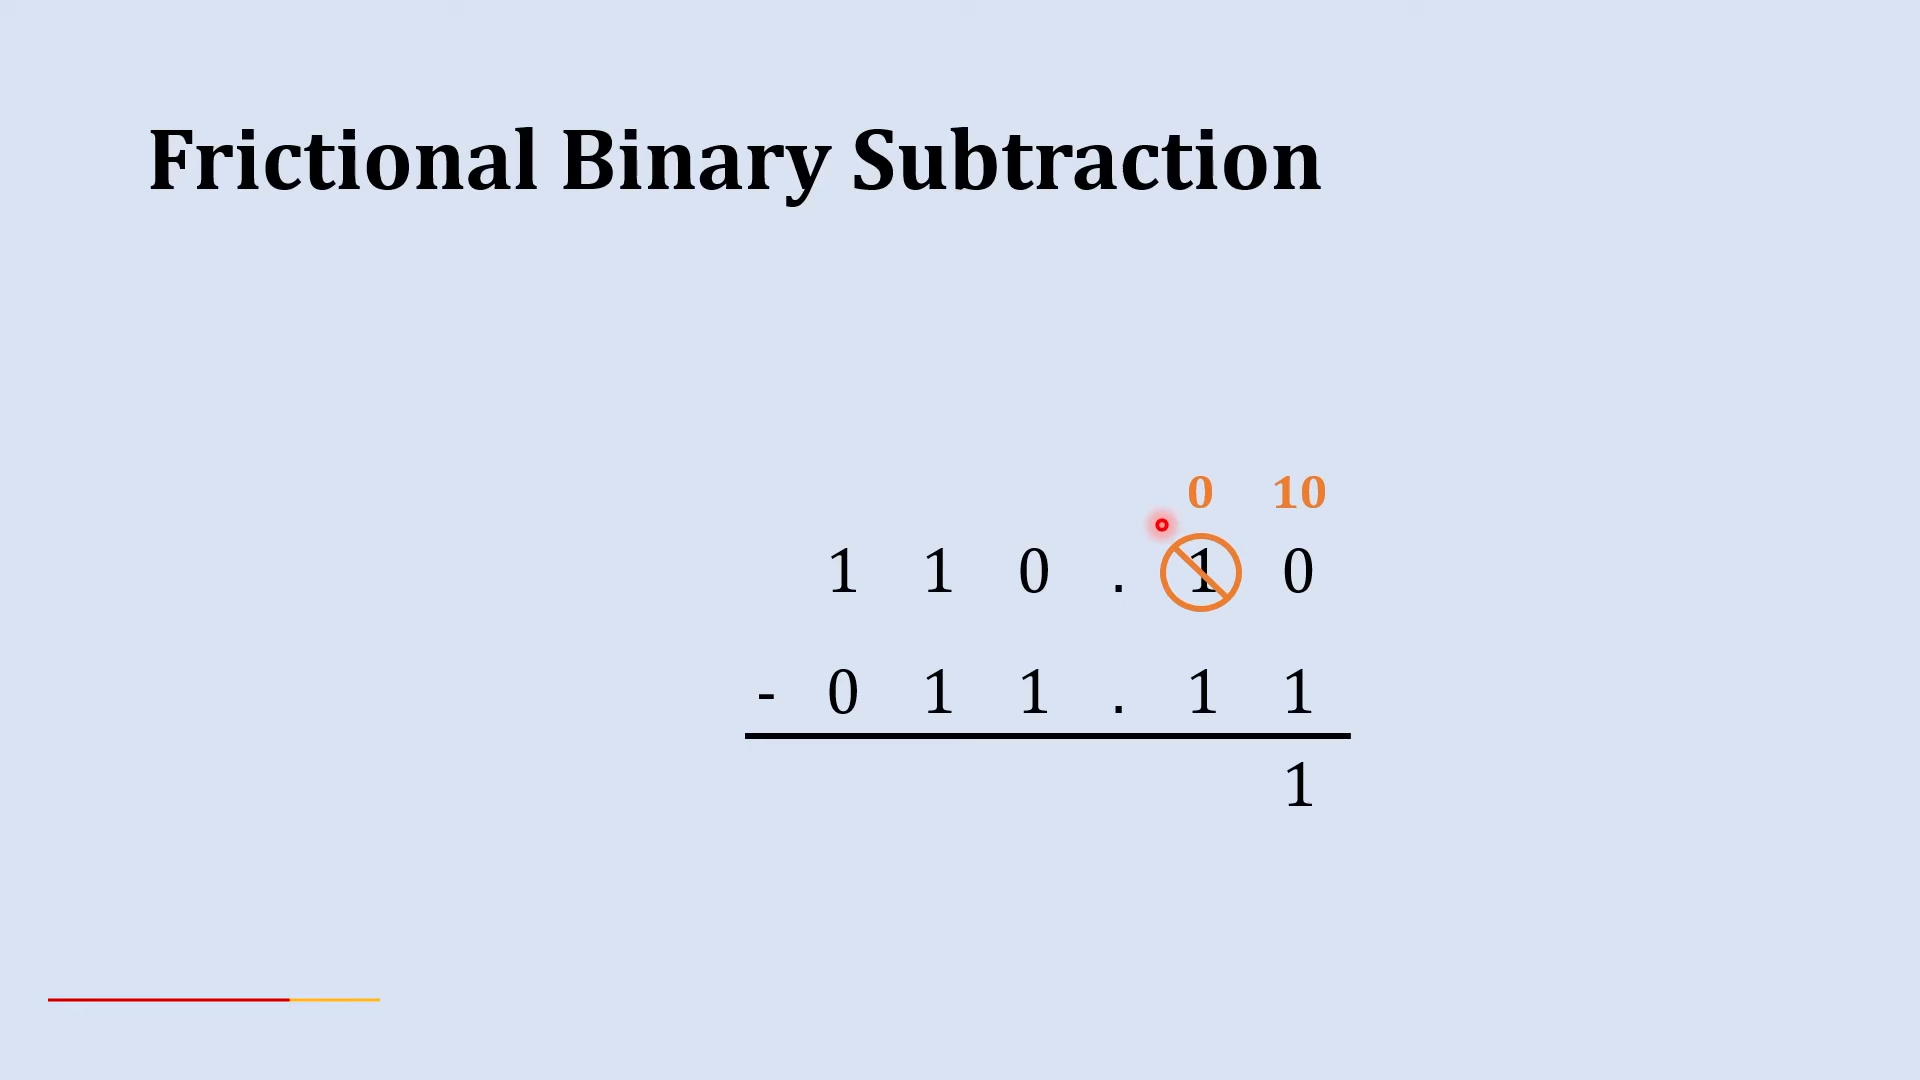 Frictional Binary Subtraction
0 10
1 1 0 . 1 0
- 0 1 1 . 1 1
1